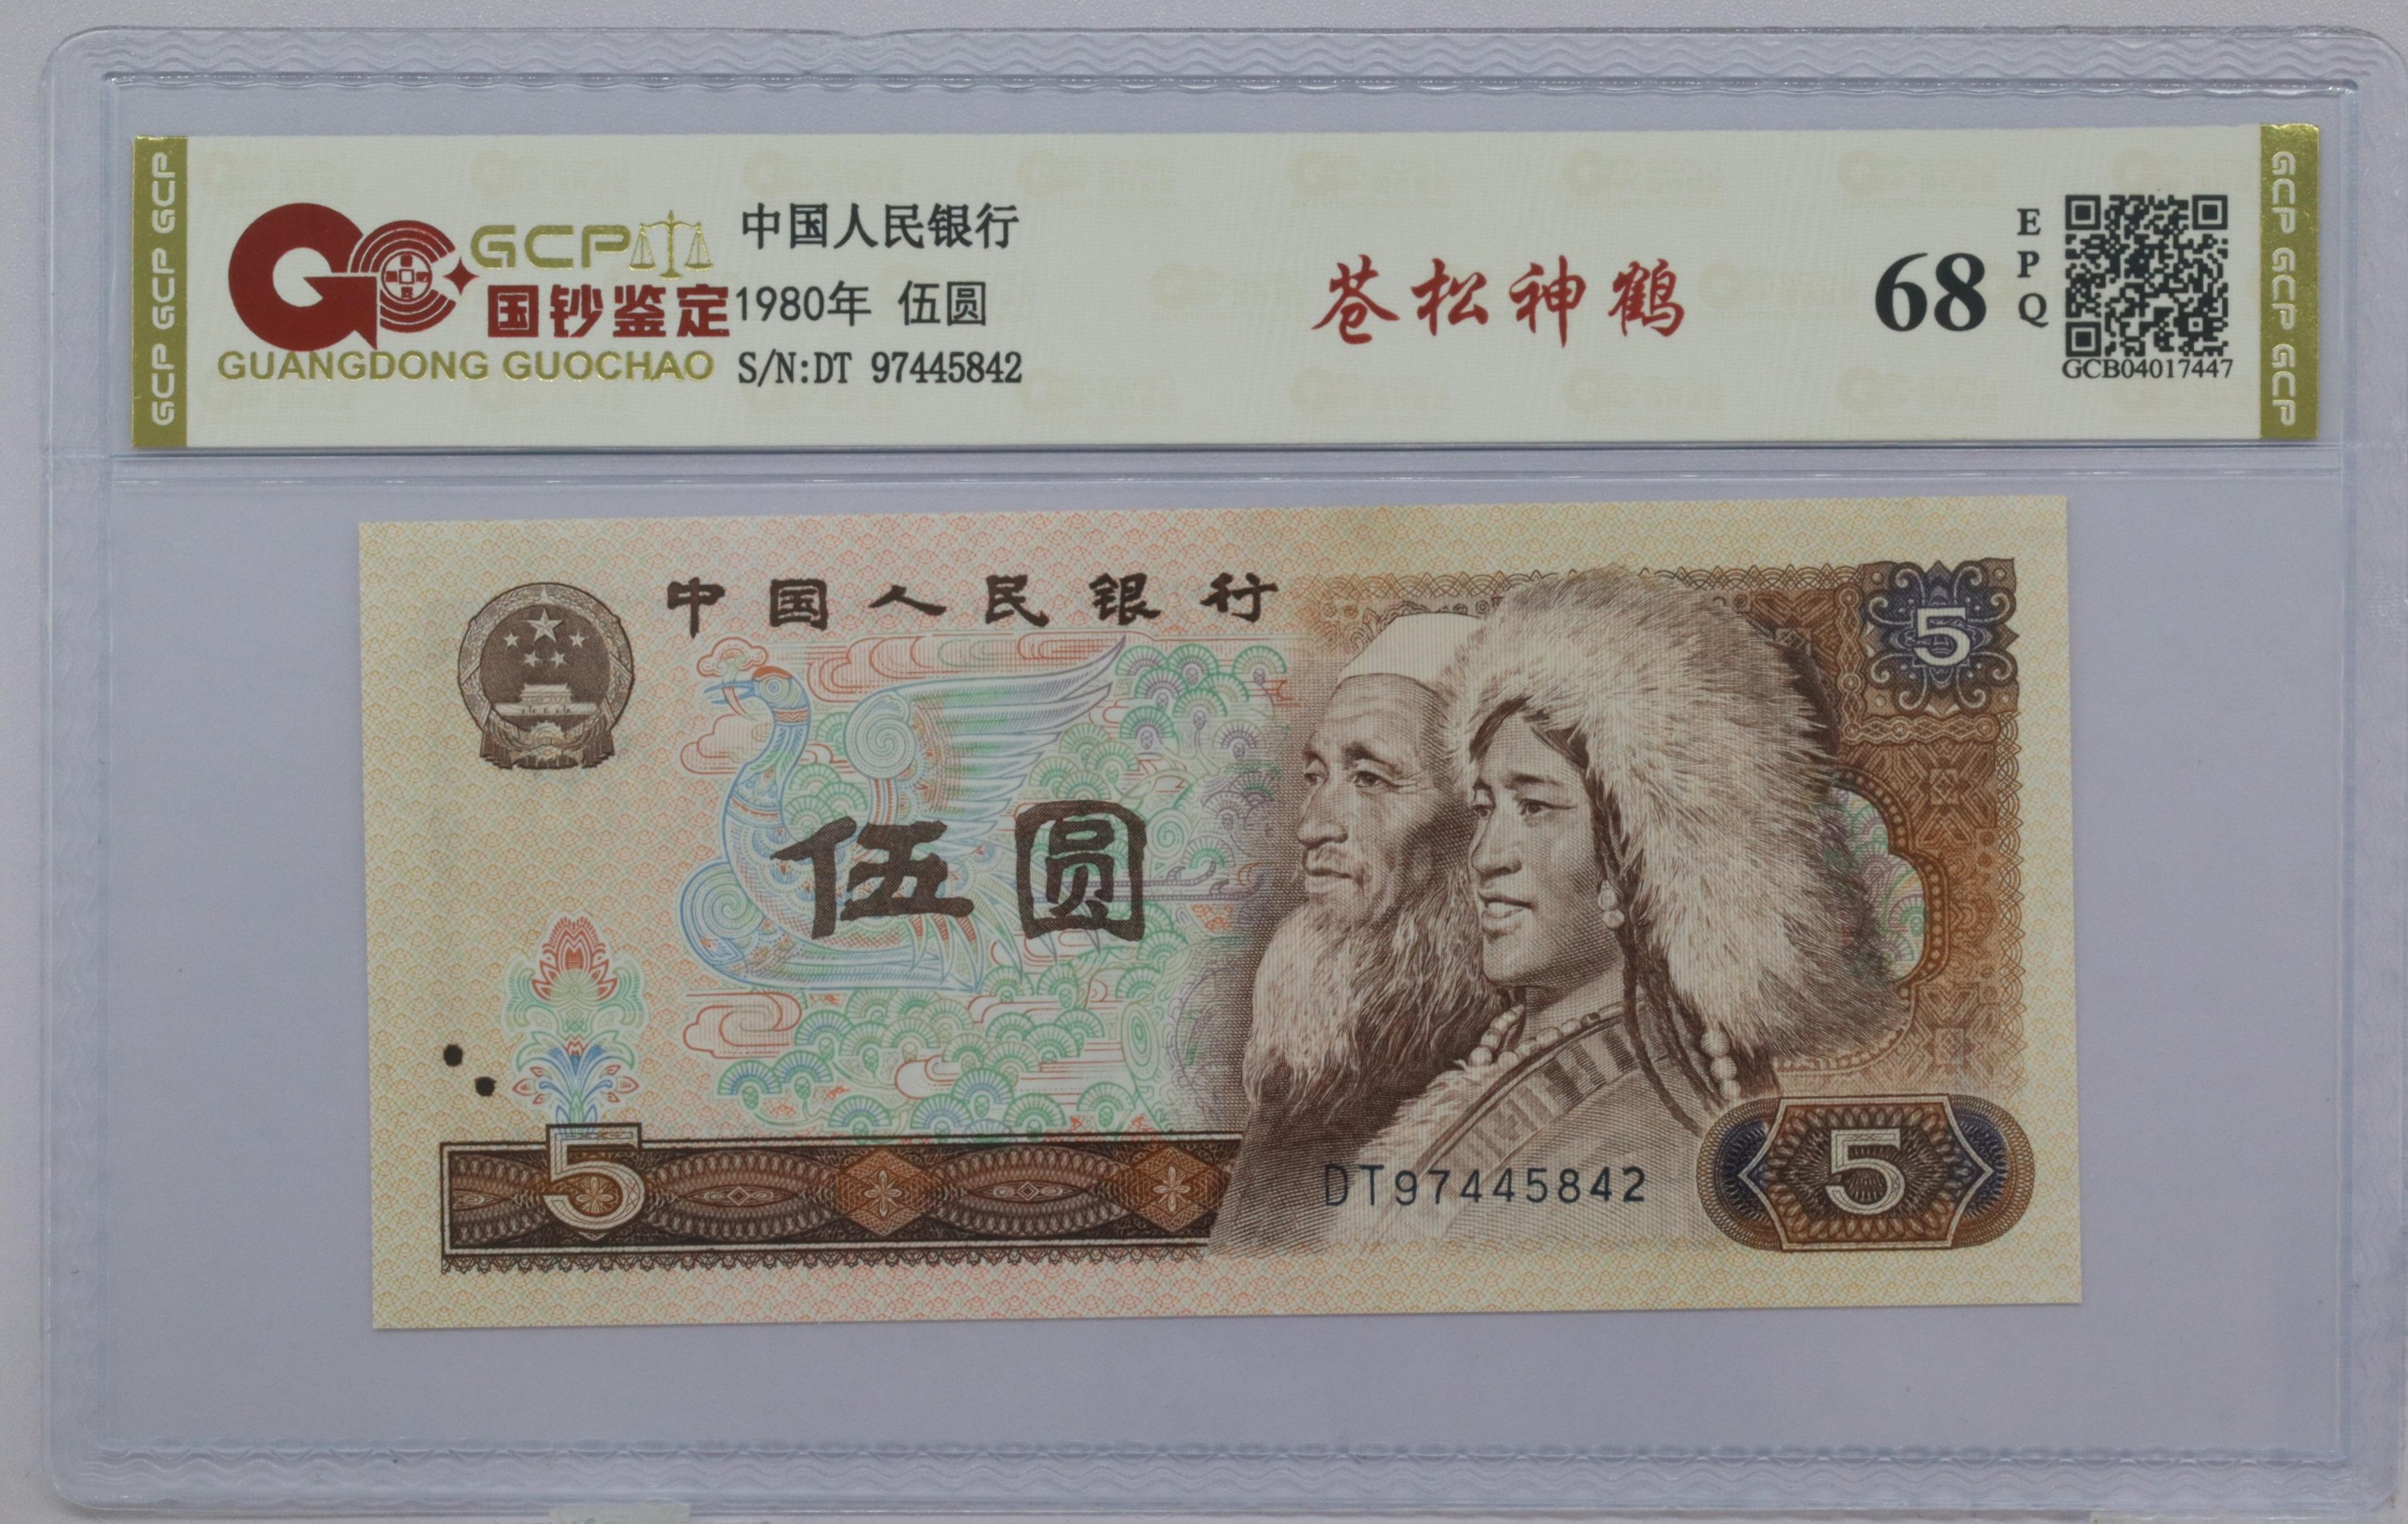 GCP GCP GCP
GCP
国钞鉴定
GUANGDONG GUOCHAO
中国人民银行
1980年 伍圆
S/N:DT 97445842
苍松神鹤
68
EPQ
GCB04017447
GCP GCP GCP
中国人民银行
5
伍圆
5
DT97445842
5